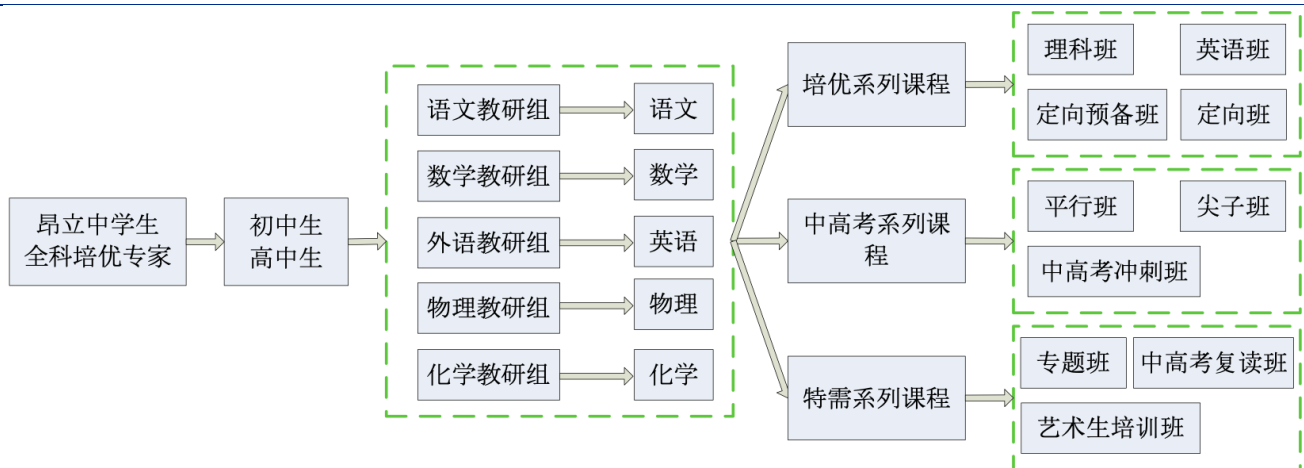 昂立中学生
全科培优专家
初中生
高中生
语文教研组
语文
数学教研组
数学
外语教研组
英语
物理教研组
物理
化学教研组
化学
培优系列课程
中高考系列课
程
特需系列课程
理科班
英语班
定向预备班
定向班
平行班
尖子班
中高考冲刺班
专题班
中高考复读班
艺术生培训班